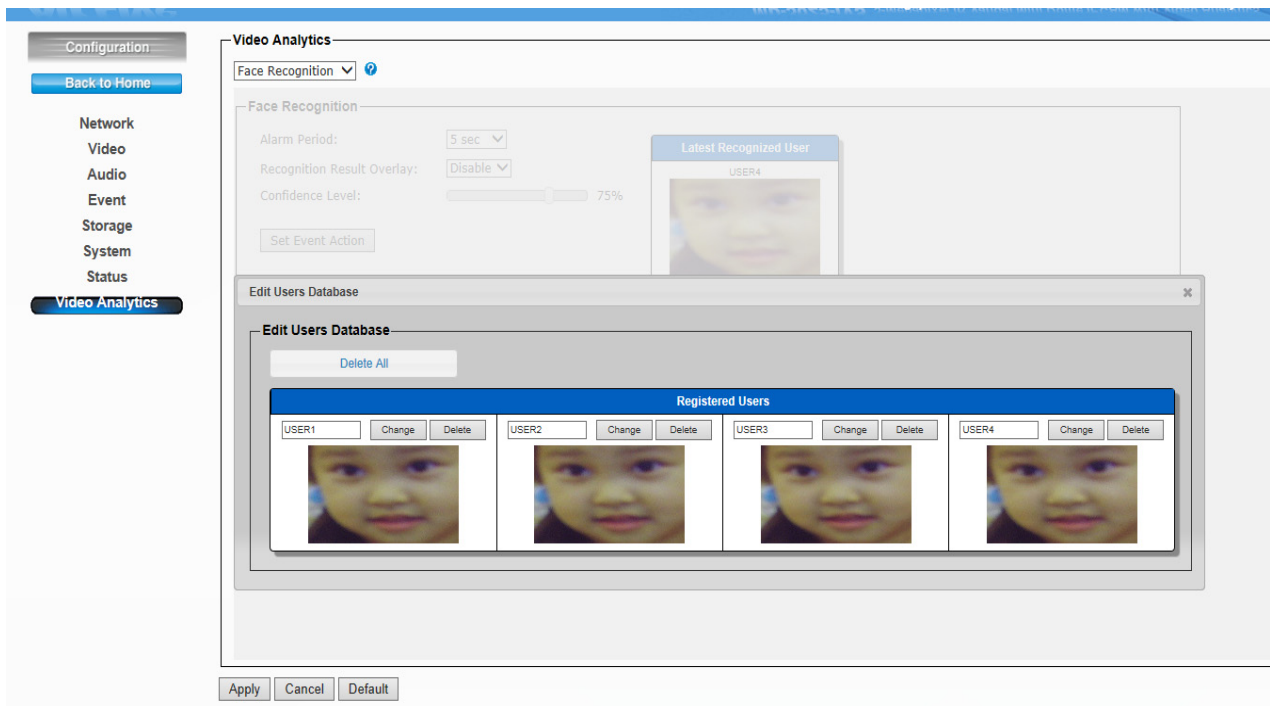 Configuration
Back to Home
Network
Video
Audio
Event
Storage
System
Status
Video Analytics
Video Analytics
Face Recognition
Face Recognition
Alarm Period: 5 sec
Recognition Result Overlay: Disable
Confidence Level: 75%
Set Event Action
Latest Recognized User
USER4
Edit Users Database
Edit Users Database
Delete All
Registered Users
USER1 Change Delete USER2 Change Delete USER3 Change Delete USER4 Change Delete
Apply Cancel Default